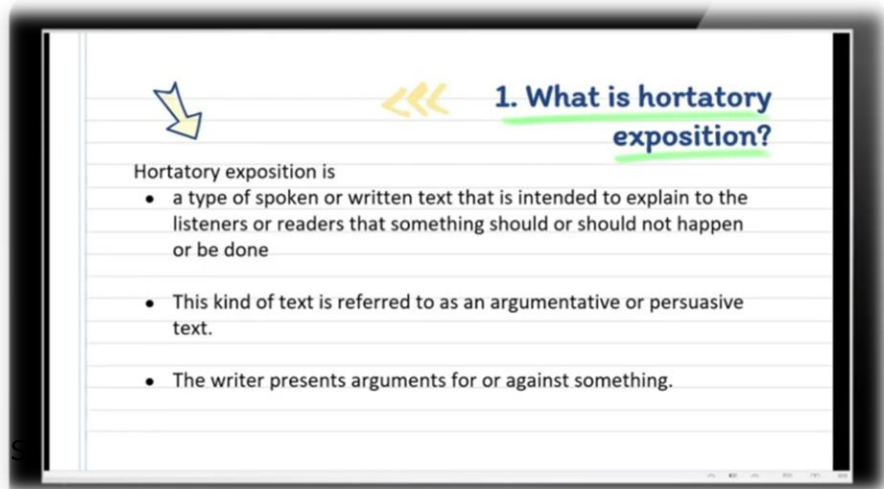 1. What is hortatory
exposition?
Hortatory exposition is
• a type of spoken or written text that is intended to explain to the
listeners or readers that something should or should not happen
or be done
• This kind of text is referred to as an argumentative or persuasive
text.
• The writer presents arguments for or against something.
S